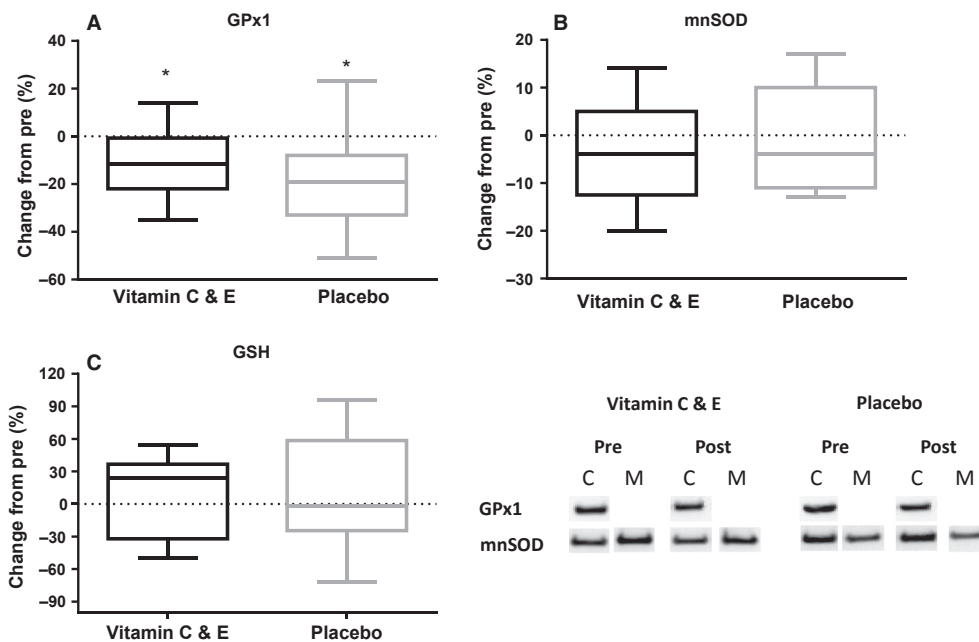 A GPx1
Change from pre (%)
40
20
0
–20
–40
–60
* *
Vitamin C & E Placebo
B mnSOD
Change from pre (%)
20
10
0
–10
–20
–30
Vitamin C & E Placebo
C GSH
Change from pre (%)
120
90
60
30
0
–30
–60
–90
Vitamin C & E Placebo
Vitamin C & E Placebo
Pre Post Pre Post
C M C M C M C M
GPx1
mnSOD